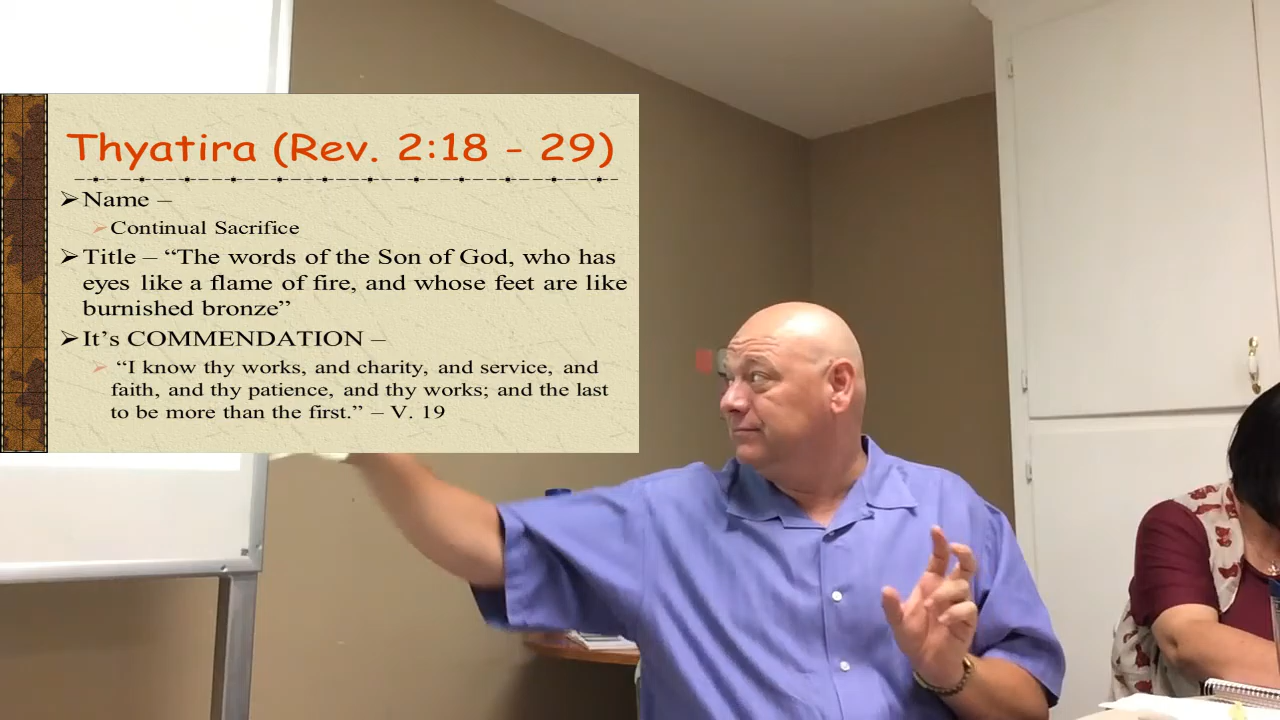 Thyatira (Rev. 2:18 - 29)
Name –
Continual Sacrifice
Title – “The words of the Son of God, who has
eyes like a flame of fire, and whose feet are like
burnished bronze”
It’s COMMENDATION –
“I know thy works, and charity, and service, and
faith, and thy patience, and thy works; and the last
to be more than the first.” – V. 19